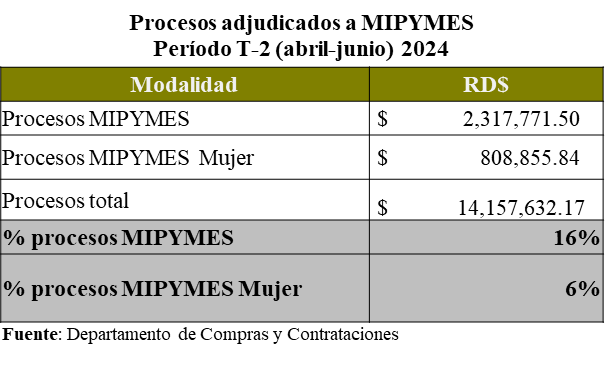 Procesos adjudicados a MIPYMES
Período T-2 (abril-junio) 2024
Modalidad RD$
Procesos MIPYMES $ 2,317,771.50
Procesos MIPYMES Mujer $ 808,855.84
Procesos total $ 14,157,632.17
% procesos MIPYMES 16%
% procesos MIPYMES Mujer 6%
Fuente: Departamento de Compras y Contrataciones